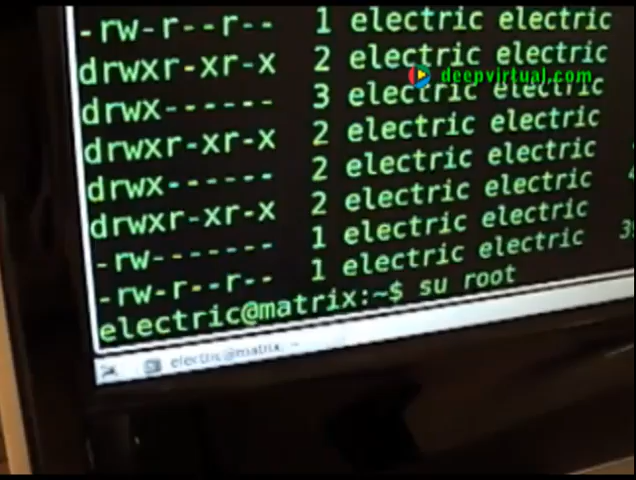 -rw-r--r-- 1 electric electric
drwxr-xr-x 2 electric electric
deepvirtual.com
drwx------ 3 electric electric
drwxr-xr-x 2 electric electric
drwx------ 2 electric electric
drwxr-xr-x 2 electric electric
-rw------- 1 electric electric
-rw-r--r-- 1 electric electric
electric@matrix:~$ su root
electric@matrix: ~